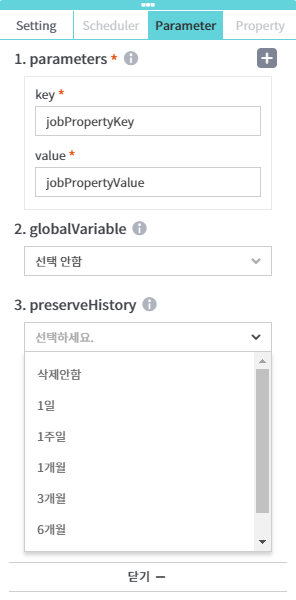 Setting Scheduler Parameter Property
1. parameters *
key *
jobPropertyKey
value *
jobPropertyValue
2. globalVariable
선택 안함
3. preserveHistory
선택하세요.
삭제안함
1일
1주일
1개월
3개월
6개월
닫기